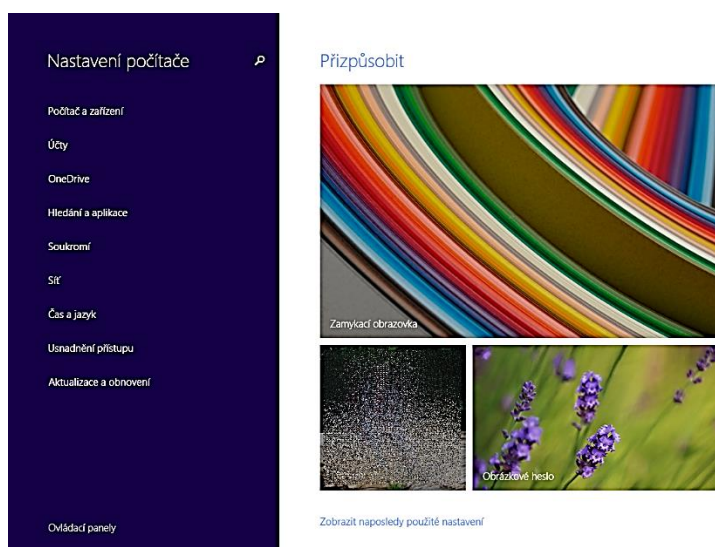 Nastavení počítače
Počítač a zařízení
Účty
OneDrive
Hledání a aplikace
Soukromí
Síť
Čas a jazyk
Usnadnění přístupu
Aktualizace a obnovení
Ovládací panely
Přizpůsobit
Zamykací obrazovka
Obrázkové heslo
Zobrazit naposledy použité nastavení